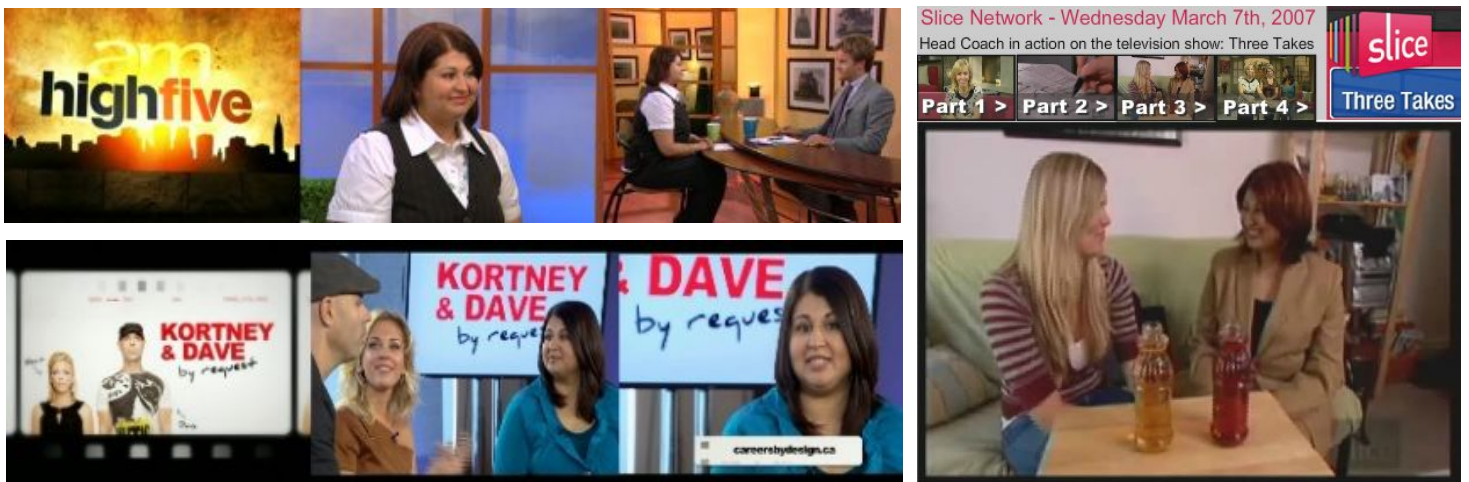 am
highfive
Slice Network - Wednesday March 7th, 2007
Head Coach in action on the television show: Three Takes
Part 1 >
Part 2 >
Part 3 >
Part 4 >
slice
Three Takes
KORTNEY
& DAVE
by request
KORTNEY
& DAVE
by reque
& DAVE
by reques
careersbydesign.ca